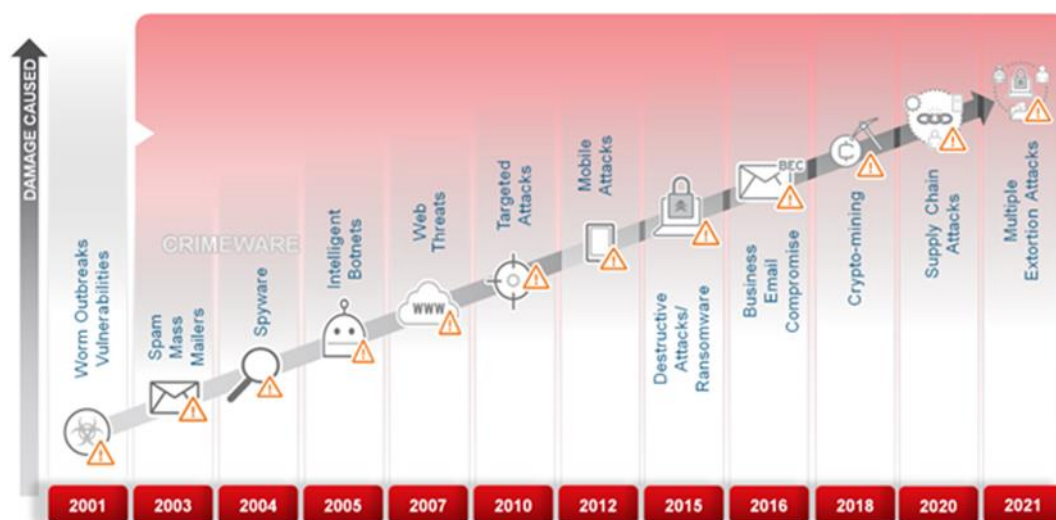 DAMAGE CAUSED
CRIMEWARE
Worm Outbreaks
Vulnerabilities
Spam
Mass
Mailers
Spyware
Intelligent
Botnets
Web
Threats
WWW
Targeted
Attacks
Mobile
Attacks
Destructive
Attacks/
Ransomware
BEC
Business
Email
Compromise
Crypto-mining
Supply Chain
Attacks
Multiple
Extortion Attacks
2001
2003
2004
2005
2007
2010
2012
2015
2016
2018
2020
2021